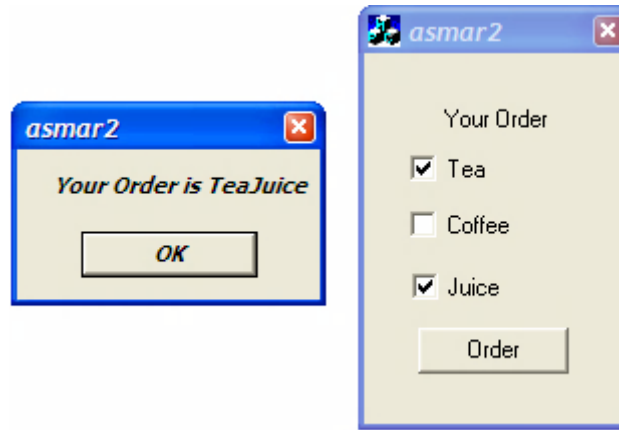 asmar2
Your Order is TeaJuice
OK
asmar2
Your Order
Tea
Coffee
Juice
Order